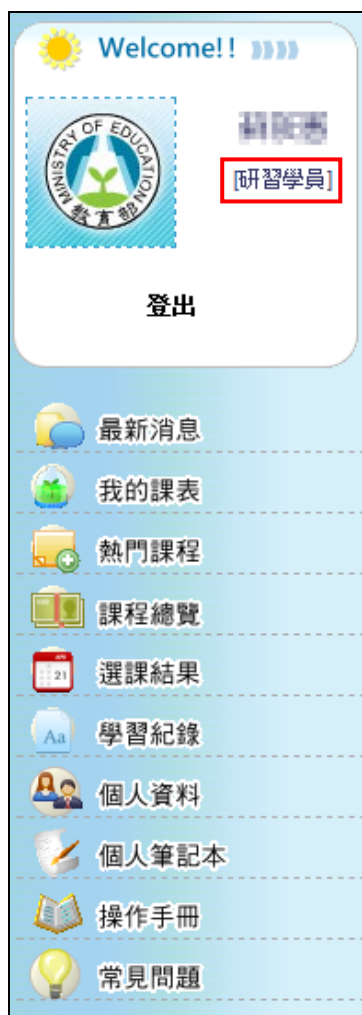 Welcome!!
MINISTRY OF EDUCATION
教育部
[研習學員]
登出
最新消息
我的課表
熱門課程
課程總覽
21
選課結果
Aa
學習紀錄
個人資料
個人筆記本
操作手冊
常見問題